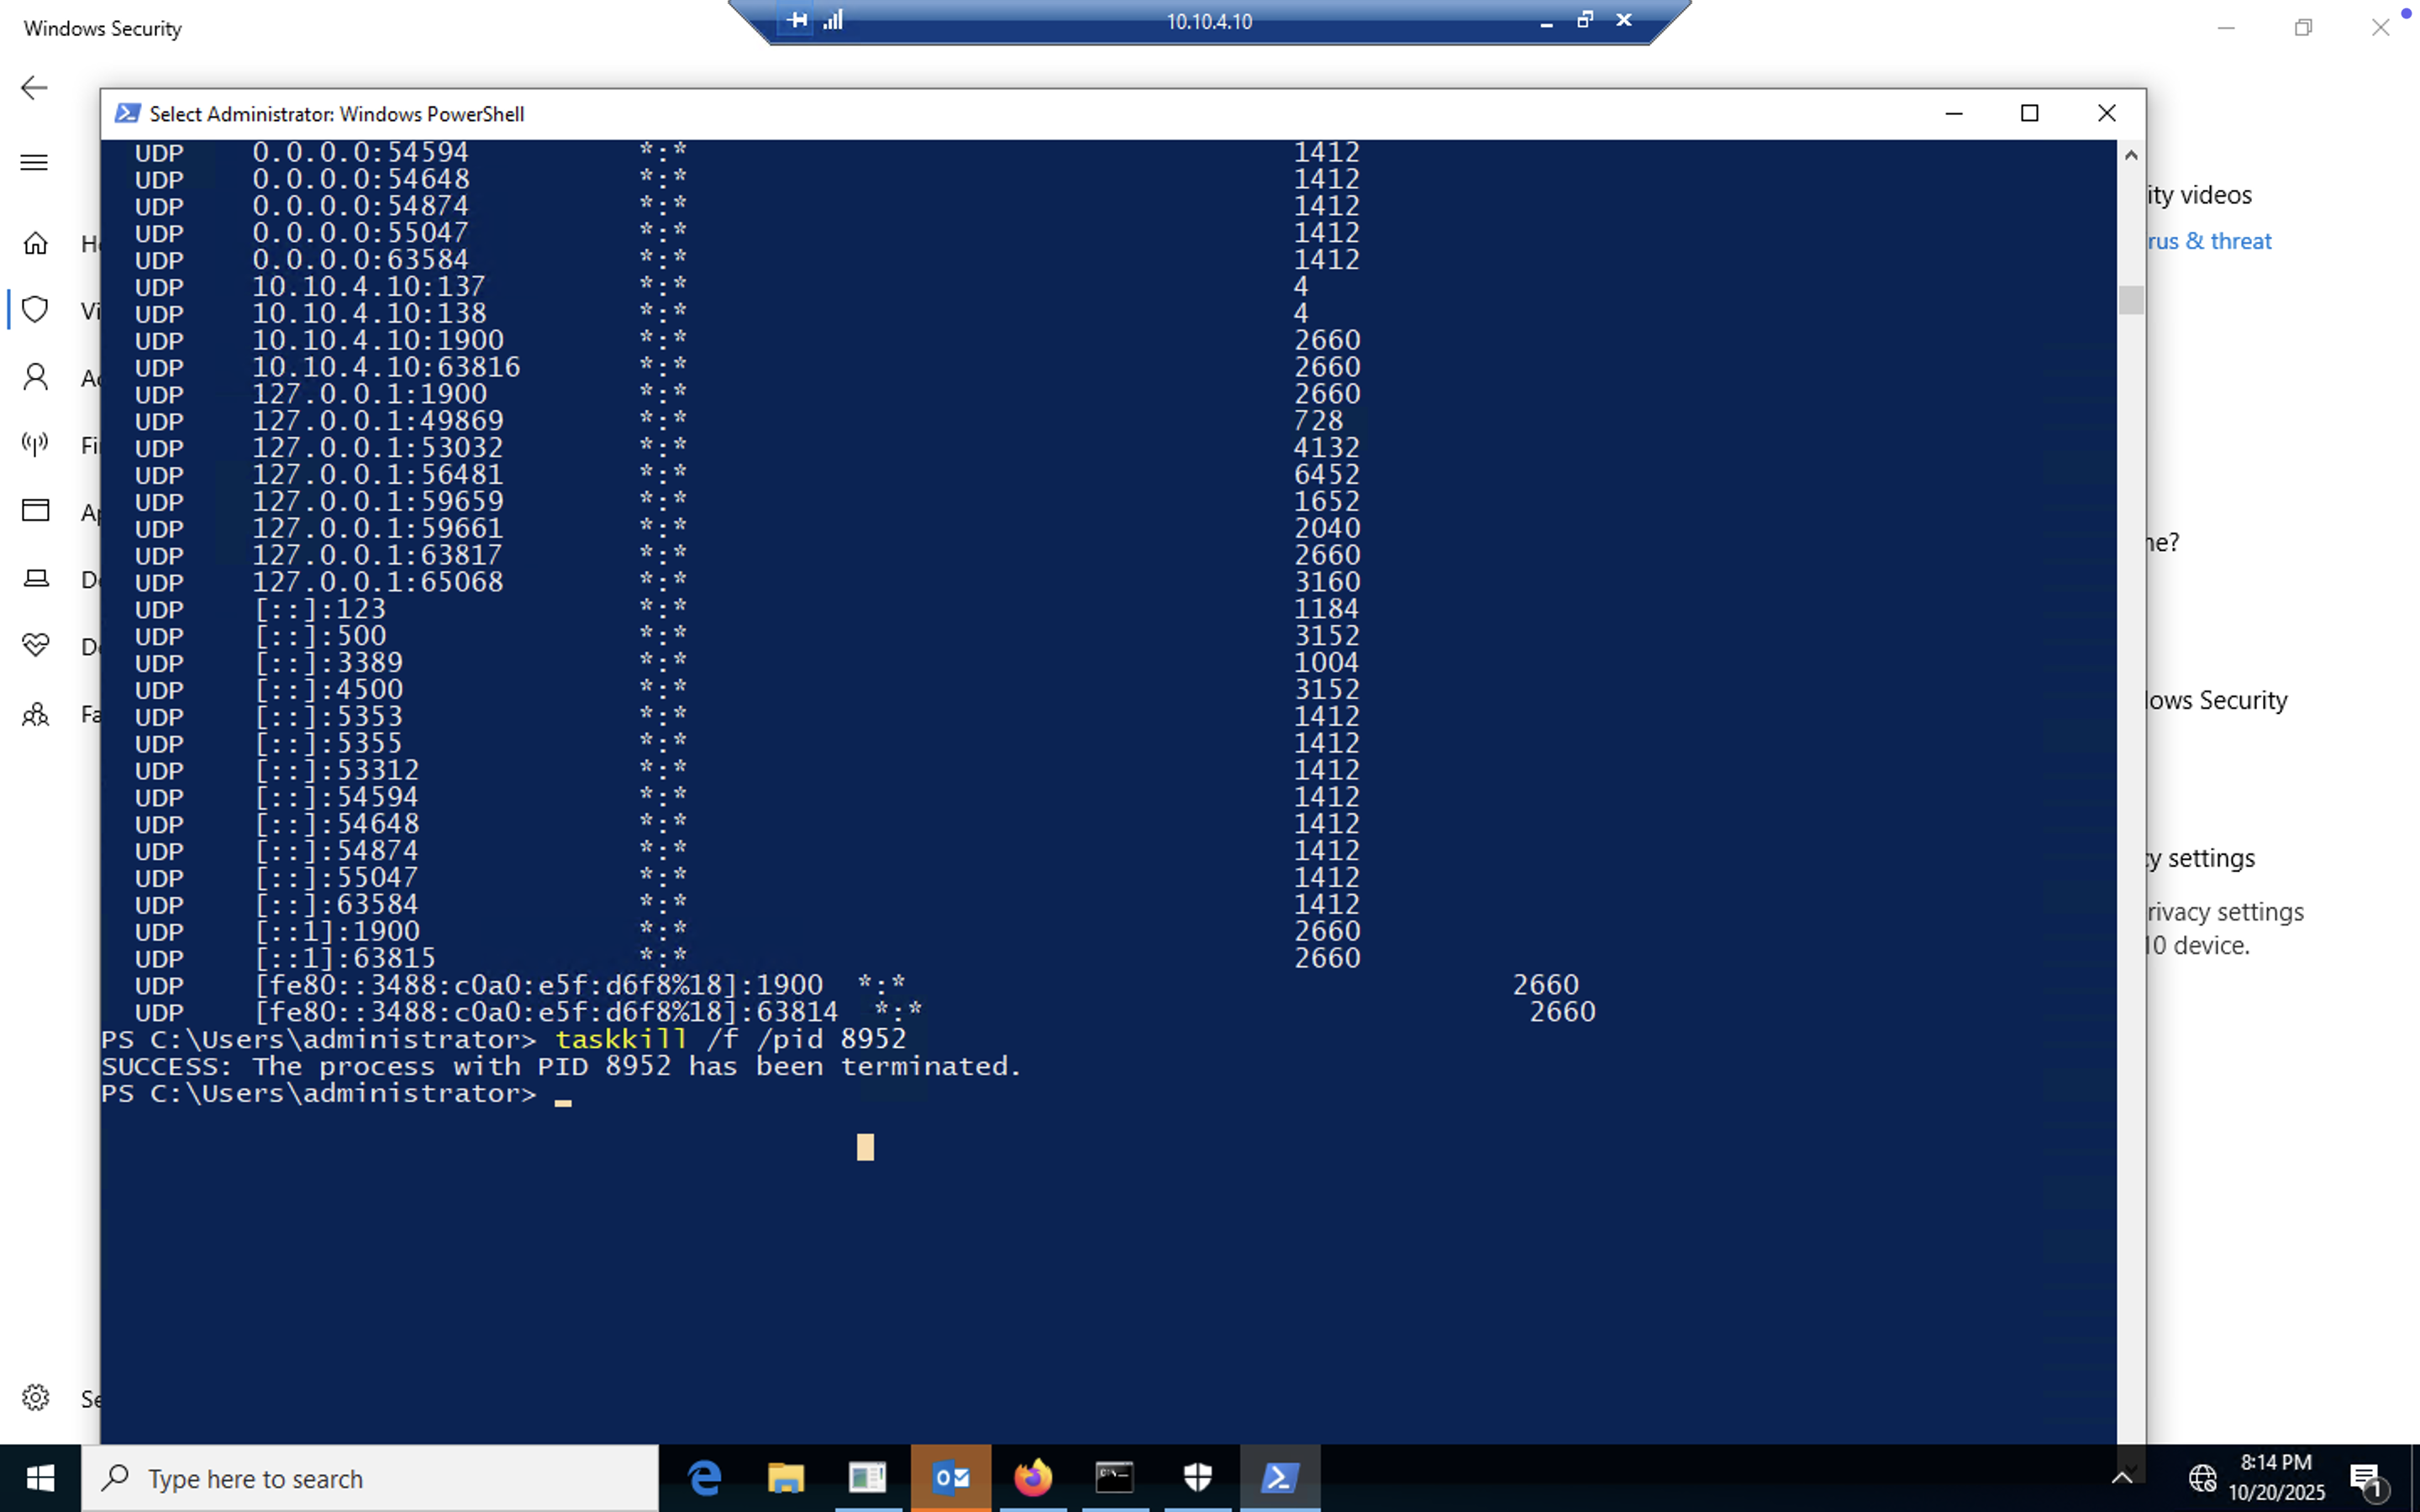 Windows Security
10.10.4.10
Select Administrator: Windows PowerShell
UDP 0.0.0.0:54594 *:* 1412
UDP 0.0.0.0:54648 *:* 1412
UDP 0.0.0.0:54874 *:* 1412
UDP 0.0.0.0:55047 *:* 1412
UDP 0.0.0.0:63584 *:* 1412
UDP 10.10.4.10:137 *:* 4
UDP 10.10.4.10:138 *:* 4
UDP 10.10.4.10:1900 *:* 2660
UDP 10.10.4.10:63816 *:* 2660
UDP 127.0.0.1:1900 *:* 2660
UDP 127.0.0.1:49869 *:* 728
UDP 127.0.0.1:53032 *:* 4132
UDP 127.0.0.1:56481 *:* 6452
UDP 127.0.0.1:59659 *:* 1652
UDP 127.0.0.1:59661 *:* 2040
UDP 127.0.0.1:63817 *:* 2660
UDP 127.0.0.1:65068 *:* 3160
UDP [::]:123 *:* 1184
UDP [::]:500 *:* 3152
UDP [::]:3389 *:* 1004
UDP [::]:4500 *:* 3152
UDP [::]:5353 *:* 1412
UDP [::]:5355 *:* 1412
UDP [::]:53312 *:* 1412
UDP [::]:54594 *:* 1412
UDP [::]:54648 *:* 1412
UDP [::]:54874 *:* 1412
UDP [::]:55047 *:* 1412
UDP [::]:63584 *:* 1412
UDP [::1]:1900 *:* 2660
UDP [::1]:63815 *:* 2660
UDP [fe80::3488:c0a0:e5f:d6f8%18]:1900 *:* 2660
UDP [fe80::3488:c0a0:e5f:d6f8%18]:63814 *:* 2660
PS C:\Users\administrator> taskkill /f /pid 8952
SUCCESS: The process with PID 8952 has been terminated.
PS C:\Users\administrator>
Vi
Fi
Fa
Se
ity videos
rus & threat
ne?
dows Security
cy settings
rivacy settings
10 device.
Type here to search
8:14 PM
10/20/2025
1